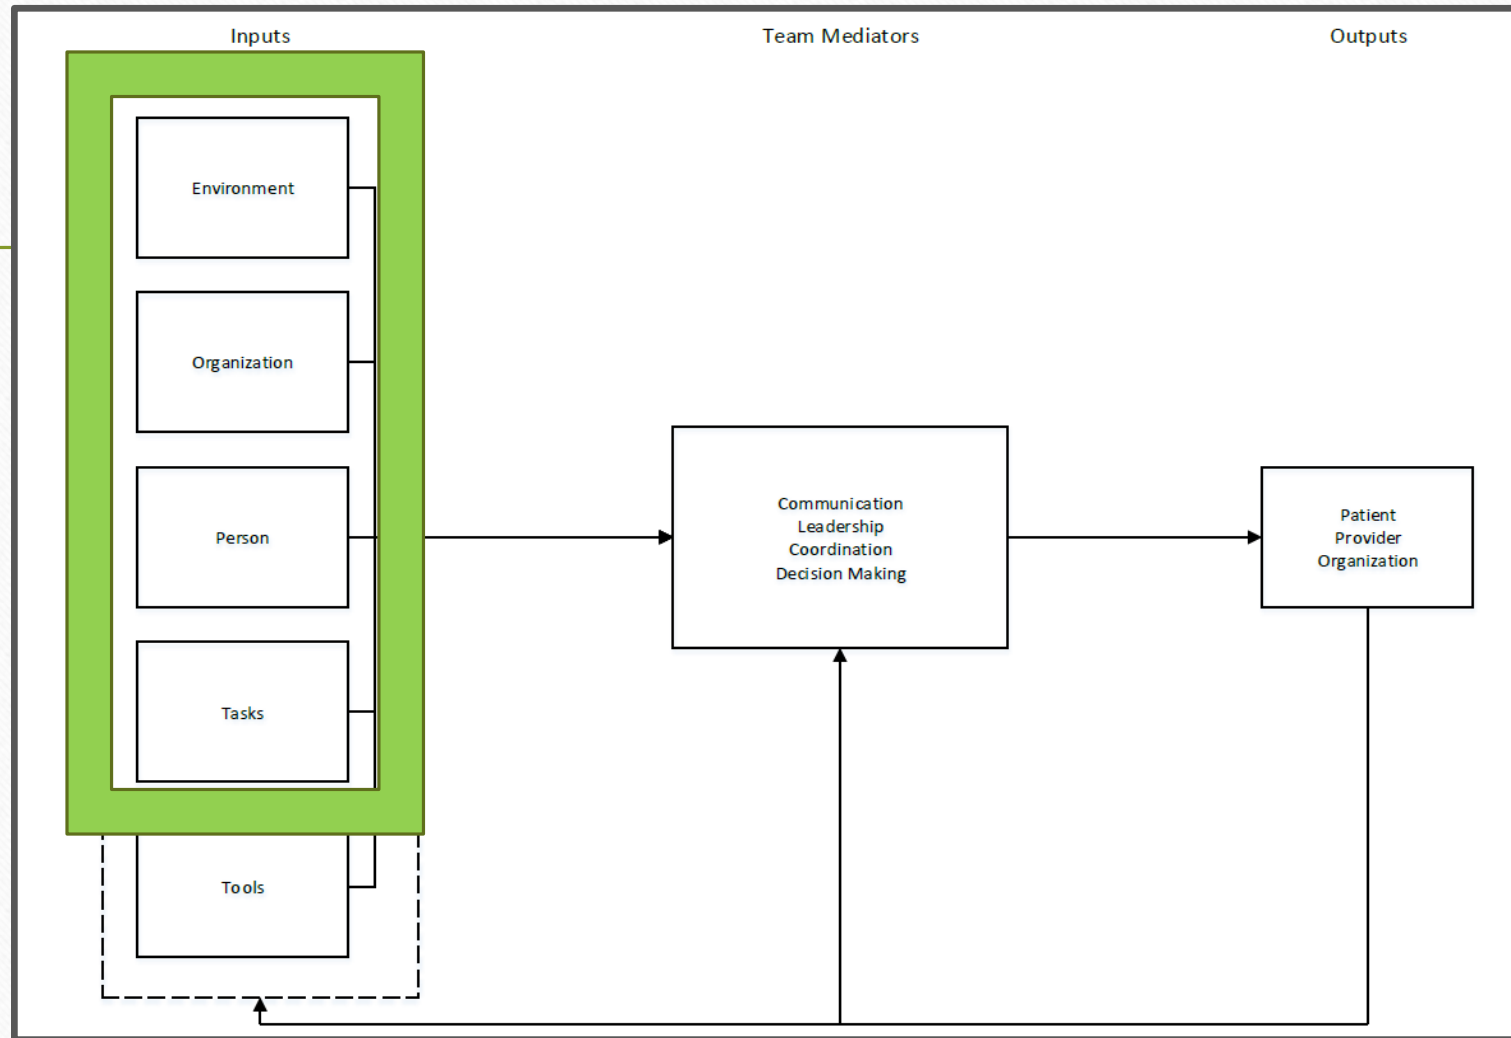 Inputs
Team Mediators
Outputs
Environment
Organization
Person
Tasks
Tools
Communication
Leadership
Coordination
Decision Making
Patient
Provider
Organization